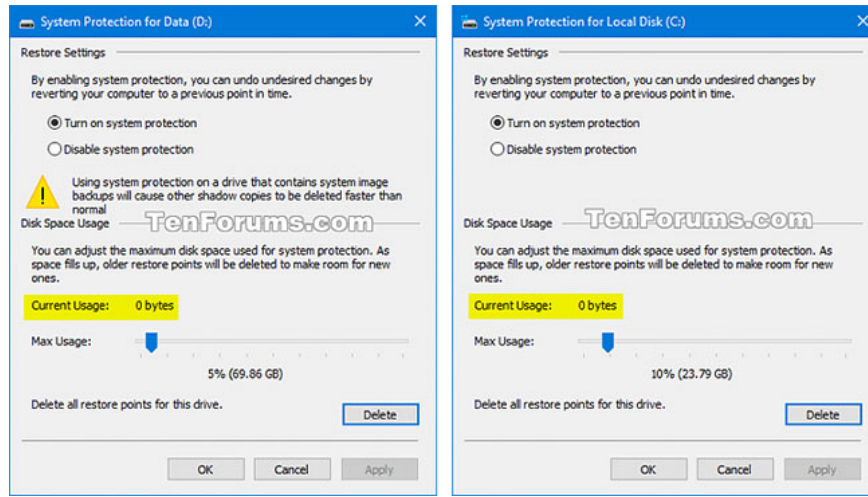 System Protection for Data (D:)
Restore Settings
By enabling system protection, you can undo undesired changes by
reverting your computer to a previous point in time.
Turn on system protection
Disable system protection
Using system protection on a drive that contains system image
backups will cause other shadow copies to be deleted faster than
normal
TenForums.com
Disk Space Usage
You can adjust the maximum disk space used for system protection. As
space fills up, older restore points will be deleted to make room for new
ones.
Current Usage: 0 bytes
Max Usage:
5% (69.86 GB)
Delete all restore points for this drive.
Delete
OK Cancel Apply
System Protection for Local Disk (C:)
Restore Settings
By enabling system protection, you can undo undesired changes by
reverting your computer to a previous point in time.
Turn on system protection
Disable system protection
TenForums.com
Disk Space Usage
You can adjust the maximum disk space used for system protection. As
space fills up, older restore points will be deleted to make room for new
ones.
Current Usage: 0 bytes
Max Usage:
10% (23.79 GB)
Delete all restore points for this drive.
Delete
OK Cancel Apply